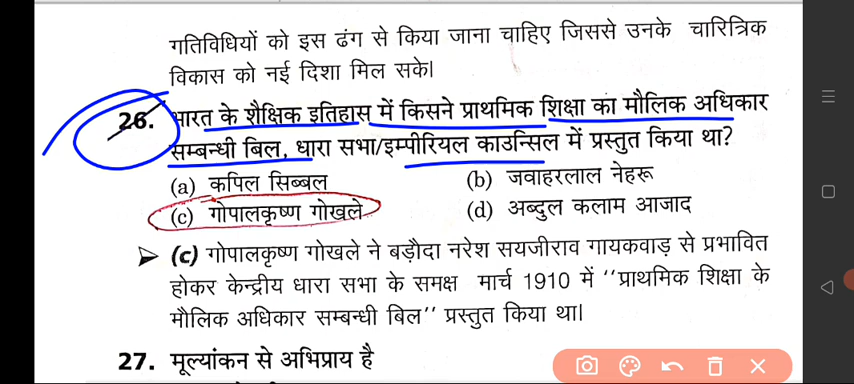 गतिविधियों को इस ढंग से किया जाना चाहिए जिससे उनके चारित्रिक
विकास को नई दिशा मिल सके।
26. भारत के शैक्षिक इतिहास में किसने प्राथमिक शिक्षा का मौलिक अधिकार
सम्बन्धी बिल, धारा सभा/इम्पीरियल काउन्सिल में प्रस्तुत किया था?
(a) कपिल सिब्बल (b) जवाहरलाल नेहरू
(c) गोपालकृष्ण गोखले (d) अब्दुल कलाम आजाद
(c) गोपालकृष्ण गोखले ने बड़ौदा नरेश सयजीराव गायकवाड़ से प्रभावित
होकर केन्द्रीय धारा सभा के समक्ष मार्च 1910 में ‘‘प्राथमिक शिक्षा के
मौलिक अधिकार सम्बन्धी बिल’’ प्रस्तुत किया था।
27. मूल्यांकन से अभिप्राय है